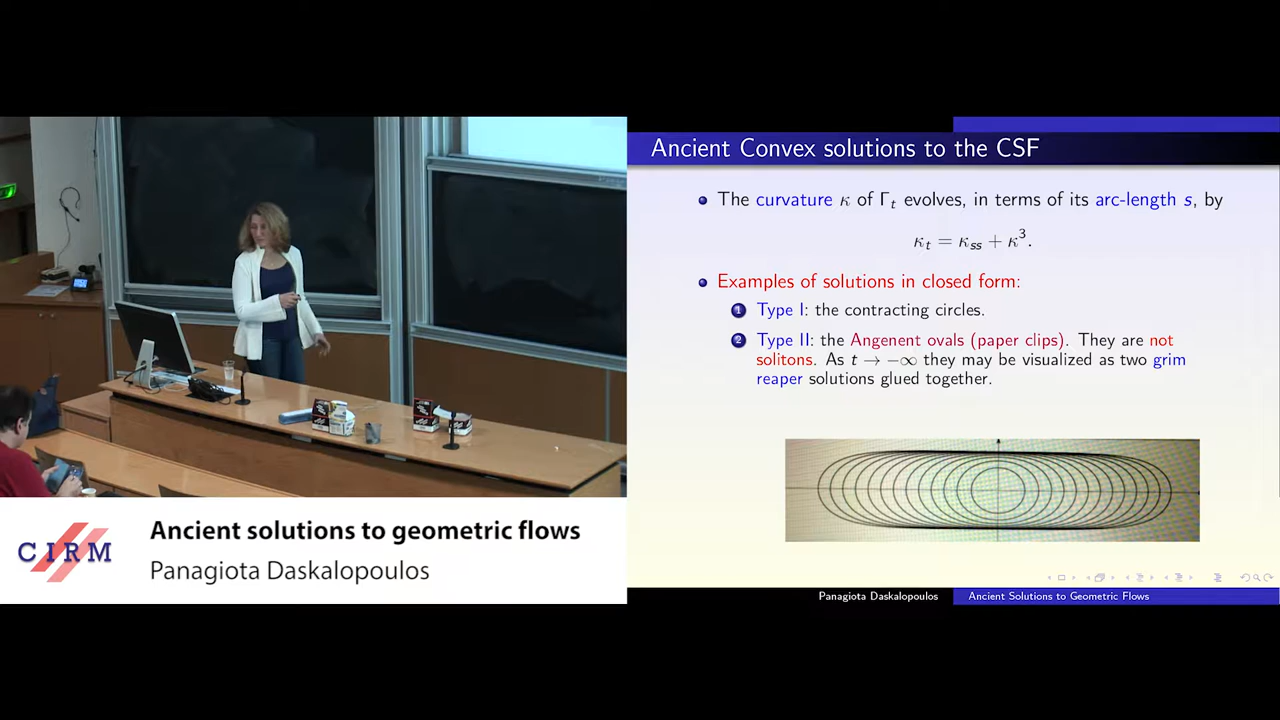 Ancient Convex solutions to the CSF
The curvature κ of Γt evolves, in terms of its arc-length s, by
κt = κss + κ³.
Examples of solutions in closed form:
1 Type I: the contracting circles.
2 Type II: the Angenent ovals (paper clips). They are not
solitons. As t → −∞ they may be visualized as two grim
reaper solutions glued together.
CIRM
Ancient solutions to geometric flows
Panagiota Daskalopoulos
Panagiota Daskalopoulos
Ancient Solutions to Geometric Flows